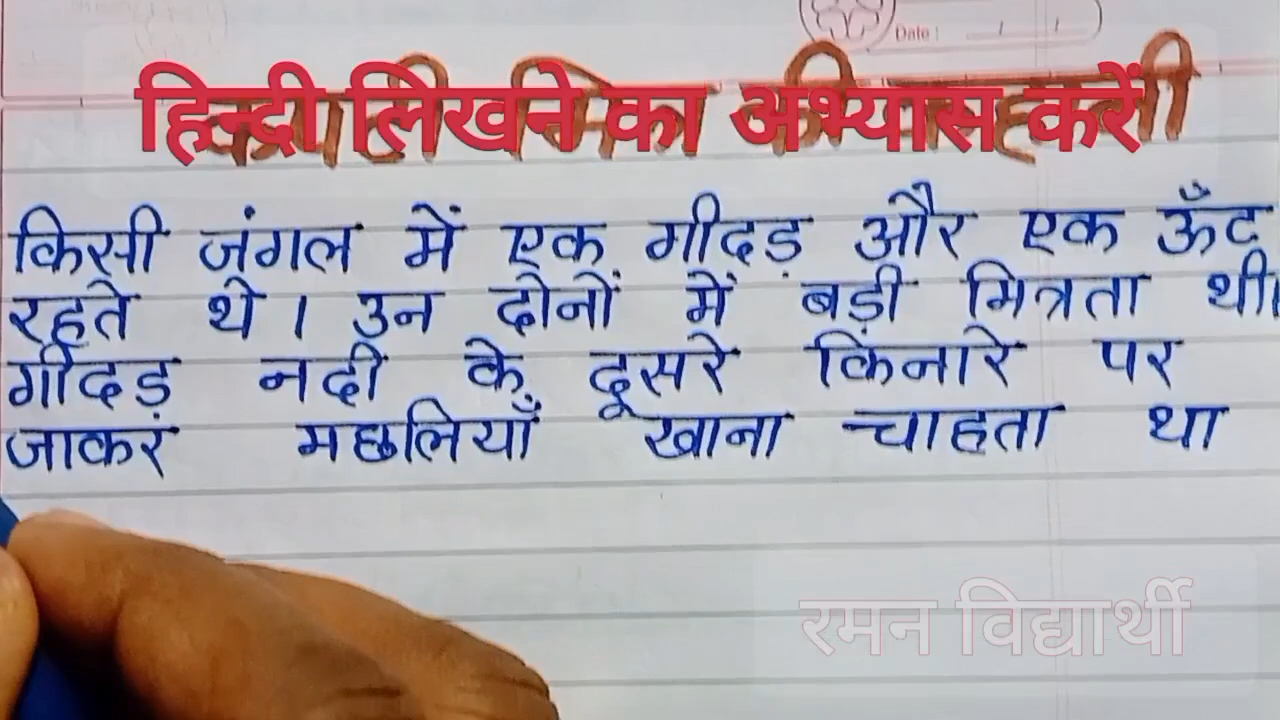 Date :
हिन्दी लिखने का अभ्यास करें
किसी जंगल में एक गीदड़ और एक ऊँट
रहते थे। उन दोनों में बड़ी मित्रता थी।
गीदड़ नदी के दूसरे किनारे पर
जाकर मछलियाँ खाना चाहता था
रमन विद्यार्थी